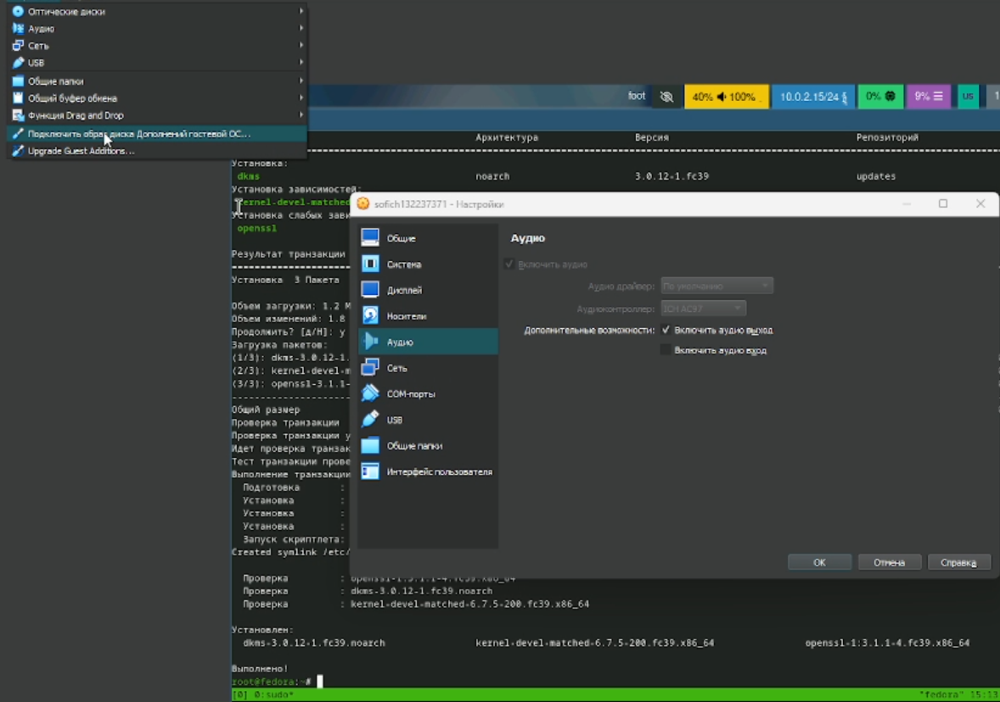 Оптические диски
Аудио
Сеть
USB
Общие папки
Общий буфер обмена
Функция Drag and Drop
Подключить образ диска Дополнений гостевой ОС...
Upgrade Guest Additions...
foot 40% 100% 10.0.2.15/24 0% 9% us 1
Архитектура Версия Репозиторий
Установка:
dkms noarch 3.0.12-1.fc39 updates
Установка зависимостей:
kernel-devel-matched
Установка слабых зави
openssl
Результат транзакции
Установка 3 Пакета
Объем загрузки: 1.2 M
Объем изменений: 1.8
Продолжить? [д/Н]: y
Загрузка пакетов:
(1/3): dkms-3.0.12-1.
(2/3): kernel-devel-m
(3/3): openssl-3.1.1-
Общий размер
Проверка транзакции
Проверка транзакции у
Идет проверка транзак
Тест транзакции прове
Выполнение транзакции
Подготовка :
Установка :
Установка :
Установка :
Запуск скриптлета:
Created symlink /etc/
sofich132237371 - Настройки
Общие
Система
Дисплей
Носители
Аудио
Сеть
COM-порты
USB
Общие папки
Интерфейс пользователя
Аудио
Включить аудио
Аудио драйвер: По умолчанию
Аудиоконтроллер: ICH AC97
Дополнительные возможности: Включить аудио выход
Включить аудио вход
OK Отмена Справка
Проверка : openssl-1:3.1.1-4.fc39.x86_64
Проверка : dkms-3.0.12-1.fc39.noarch
Проверка : kernel-devel-matched-6.7.5-200.fc39.x86_64
Установлен:
dkms-3.0.12-1.fc39.noarch kernel-devel-matched-6.7.5-200.fc39.x86_64 openssl-1:3.1.1-4.fc39.x86_64
Выполнено!
root@fedora:~#
[0] 0:sudo* "fedora" 15:13